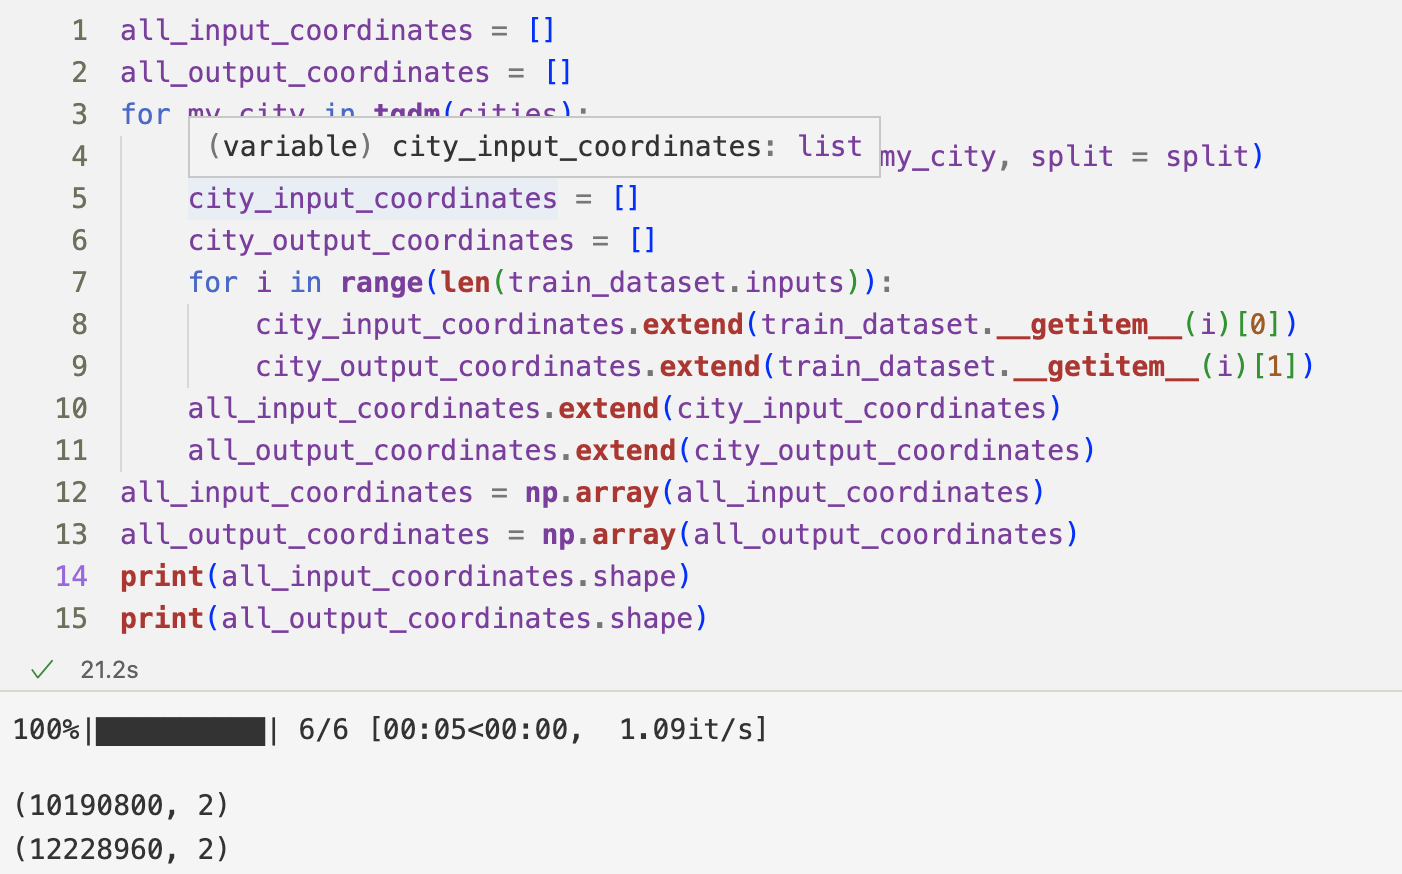 1 all_input_coordinates = []
2 all_output_coordinates = []
3 for my_city in tqdm(cities):
(variable) city_input_coordinates: list
4 my_city, split = split)
5 city_input_coordinates = []
6 city_output_coordinates = []
7 for i in range(len(train_dataset.inputs)):
8 city_input_coordinates.extend(train_dataset.__getitem__(i)[0])
9 city_output_coordinates.extend(train_dataset.__getitem__(i)[1])
10 all_input_coordinates.extend(city_input_coordinates)
11 all_output_coordinates.extend(city_output_coordinates)
12 all_input_coordinates = np.array(all_input_coordinates)
13 all_output_coordinates = np.array(all_output_coordinates)
14 print(all_input_coordinates.shape)
15 print(all_output_coordinates.shape)
21.2s
100%|██████████| 6/6 [00:05<00:00,  1.09it/s]
(10190800, 2)
(12228960, 2)